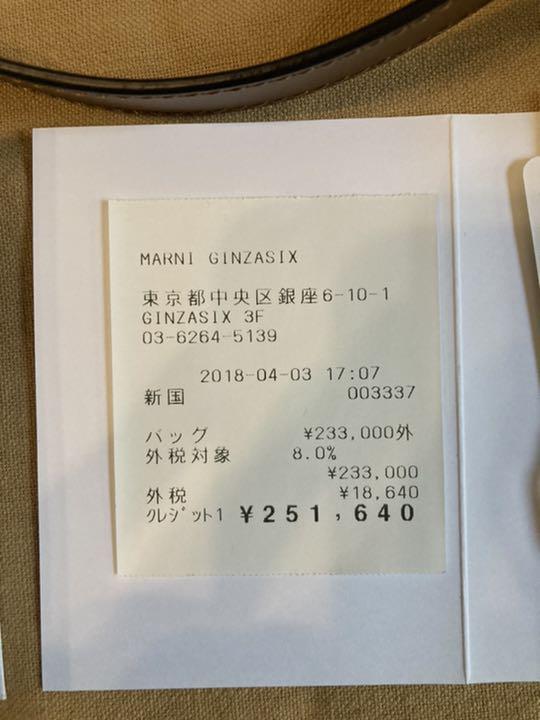 MARNI GINZASIX
東京都中央区銀座6-10-1
GINZASIX 3F
03-6264-5139
2018-04-03 17:07
新国 003337
バッグ ¥233,000外
外税対象 8.0%
¥233,000
外税 ¥18,640
クレジット1 ¥251,640